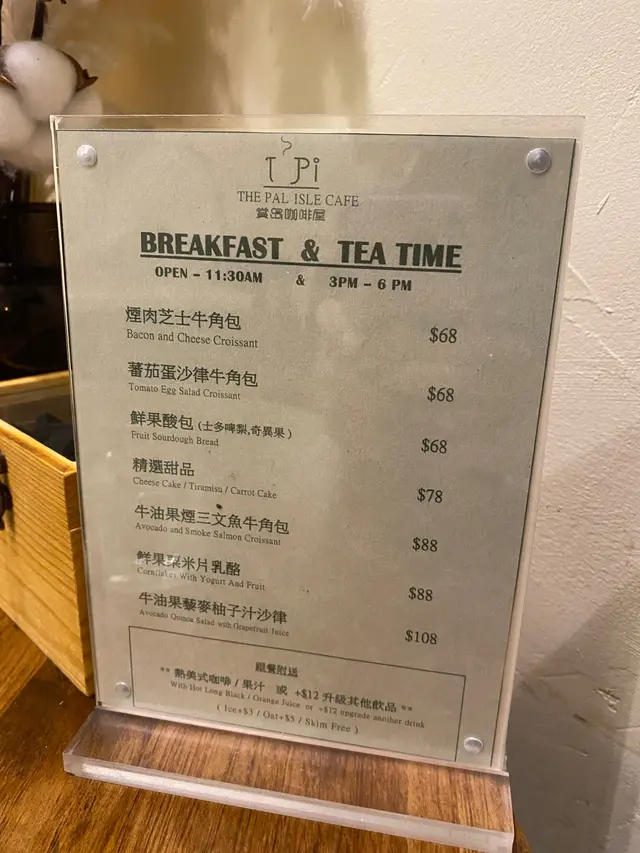 T Pi
THE PAL ISLE CAFE
賞島咖啡屋
BREAKFAST & TEA TIME
OPEN – 11:30AM & 3PM – 6 PM
煙肉芝士牛角包
Bacon and Cheese Croissant $68
蕃茄蛋沙律牛角包
Tomato Egg Salad Croissant $68
鮮果酸包 (士多啤梨,奇異果)
Fruit Sourdough Bread $68
精選甜品
Cheese Cake / Tiramisu / Carrot Cake $78
牛油果煙三文魚牛角包
Avocado and Smoke Salmon Croissant $88
鮮果粟米片乳酪
Cornflakes With Yogurt And Fruit $88
牛油果藜麥柚子汁沙律
Avocado Quinoa Salad with Grapefruit Juice $108
跟餐附送
** 熱美式咖啡 / 果汁 或 +$12 升級其他飲品 **
With Hot Long Black / Orange Juice or +$12 upgrade another drink
( Ice+$3 / Oat+$5 / Skim Free )